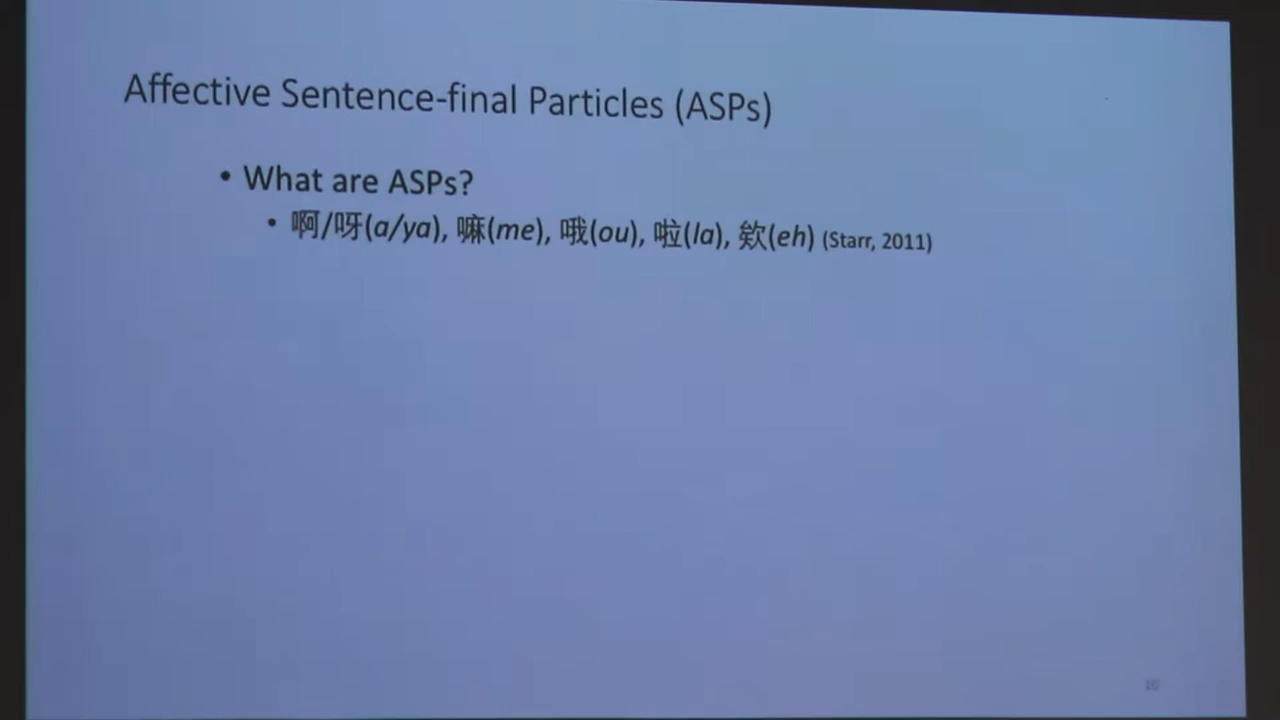 Affective Sentence-final Particles (ASPs)
• What are ASPs?
• 啊/呀(a/ya), 嘛(me), 哦(ou), 啦(la), 欸(eh) (Starr, 2011)